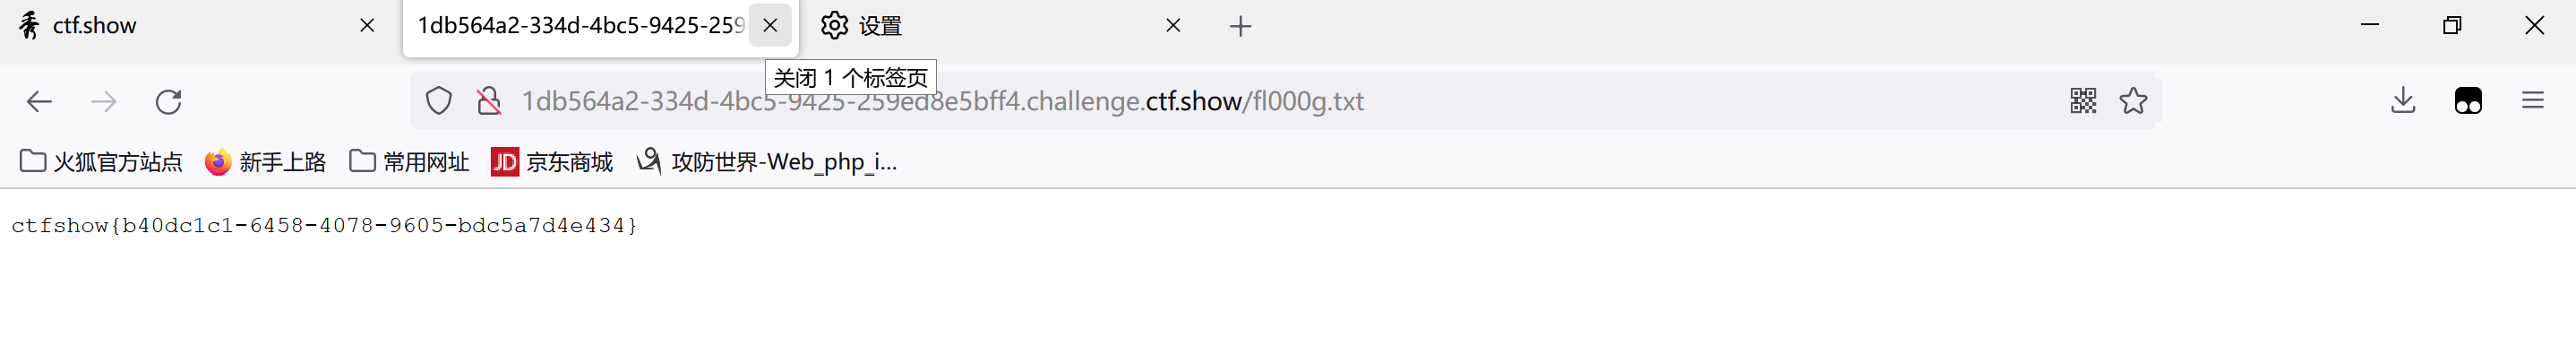 ctf.show
1db564a2-334d-4bc5-9425-259
设置
关闭 1 个标签页
1db564a2-334d-4bc5-9425-259ed8e5bff4.challenge.ctf.show/fl000g.txt
火狐官方站点 新手上路 常用网址 JD 京东商城 攻防世界-Web_php_i...
ctfshow{b40dc1c1-6458-4078-9605-bdc5a7d4e434}